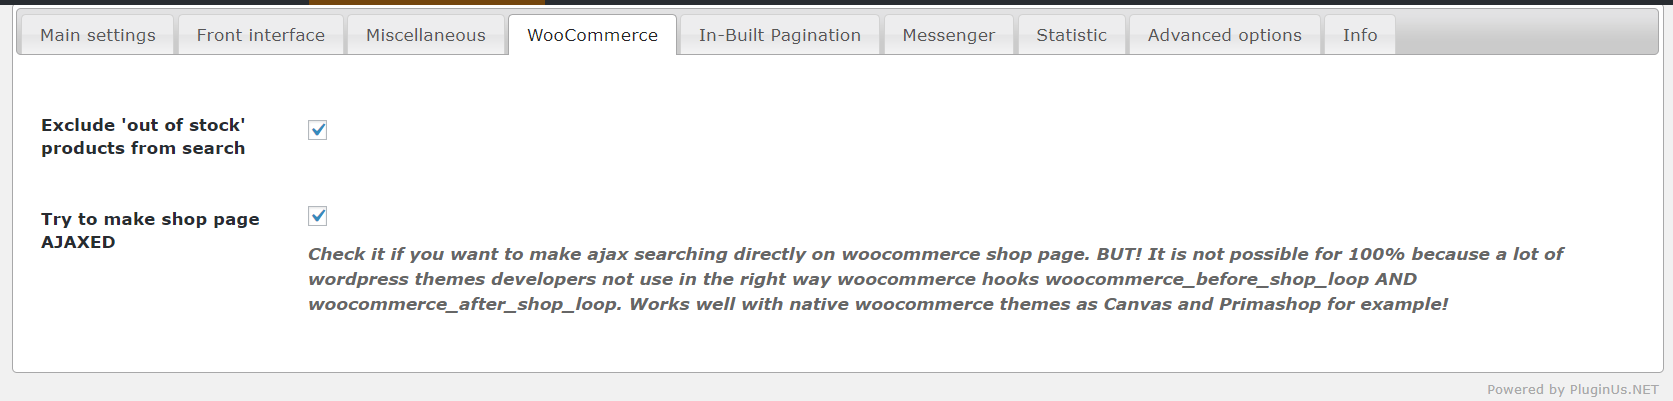 Main settings Front interface Miscellaneous WooCommerce In-Built Pagination Messenger Statistic Advanced options Info
Exclude 'out of stock'
products from search
Try to make shop page
AJAXED
Check it if you want to make ajax searching directly on woocommerce shop page. BUT! It is not possible for 100% because a lot of
wordpress themes developers not use in the right way woocommerce hooks woocommerce_before_shop_loop AND
woocommerce_after_shop_loop. Works well with native woocommerce themes as Canvas and Primashop for example!
Powered by PluginUs.NET